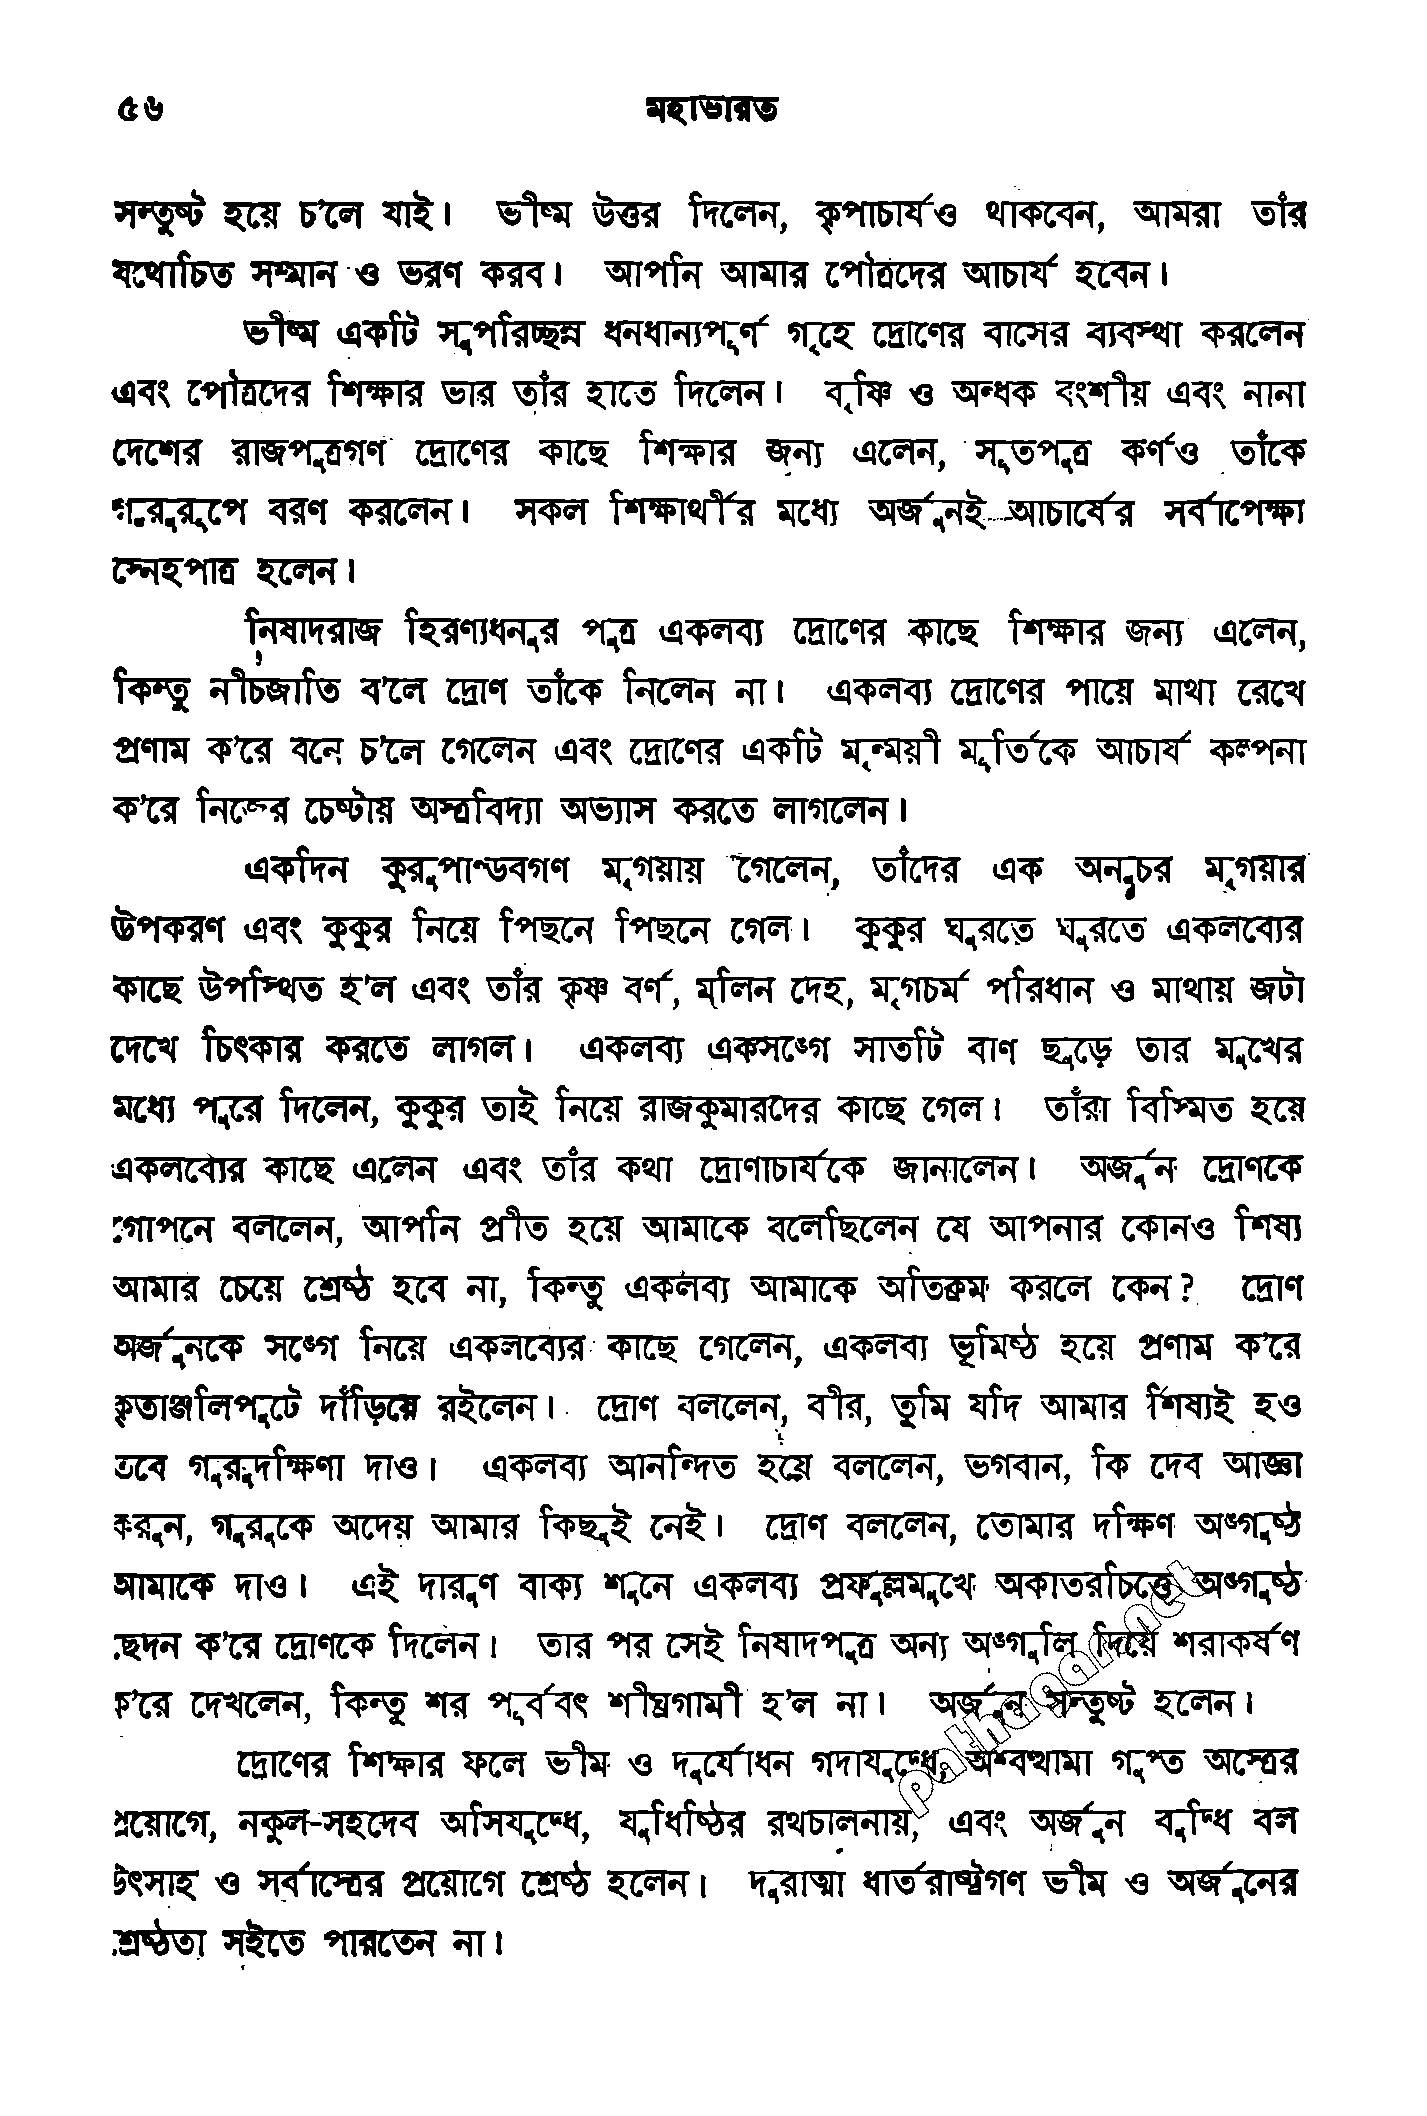 ৫৬ মহাভারত
সন্তুষ্ট হয়ে চ'লে যাই। ভীষ্ম উত্তর দিলেন, কৃপাচার্যও থাকবেন, আমরা তাঁর
যথোচিত সম্মান ও ভরণ করব। আপনি আমার পৌত্রদের আচার্য হবেন।
ভীষ্ম একটি সুপরিচ্ছন্ন ধনধান্যপূর্ণ গৃহে দ্রোণের বাসের ব্যবস্থা করলেন
এবং পৌত্রদের শিক্ষার ভার তাঁর হাতে দিলেন। বৃষ্ণি ও অন্ধক বংশীয় এবং নানা
দেশের রাজপুত্রগণ দ্রোণের কাছে শিক্ষার জন্য এলেন, সূতপুত্র কর্ণও তাঁকে
গুরুরূপে বরণ করলেন। সকল শিক্ষার্থীর মধ্যে অর্জুনই আচার্যের সর্বাপেক্ষা
স্নেহপাত্র হলেন।
নিষাদরাজ হিরণ্যধনুর পুত্র একলব্য দ্রোণের কাছে শিক্ষার জন্য এলেন,
কিন্তু নীচজাতি ব'লে দ্রোণ তাঁকে নিলেন না। একলব্য দ্রোণের পায়ে মাথা রেখে
প্রণাম ক'রে বনে চ'লে গেলেন এবং দ্রোণের একটি মৃন্ময়ী মূর্তিকে আচার্য কল্পনা
ক'রে নিজের চেষ্টায় অস্ত্রবিদ্যা অভ্যাস করতে লাগলেন।
একদিন কুরুপাণ্ডবগণ মৃগয়ায় গেলেন, তাঁদের এক অনুচর মৃগয়ার
উপকরণ এবং কুকুর নিয়ে পিছনে পিছনে গেল। কুকুর ঘুরতে ঘুরতে একলব্যের
কাছে উপস্থিত হ'ল এবং তাঁর কৃষ্ণ বর্ণ, মলিন দেহ, মৃগচর্ম পরিধান ও মাথায় জটা
দেখে চিৎকার করতে লাগল। একলব্য একসঙ্গে সাতটি বাণ ছুড়ে তার মুখের
মধ্যে পুরে দিলেন, কুকুর তাই নিয়ে রাজকুমারদের কাছে গেল। তাঁরা বিস্মিত হয়ে
একলব্যের কাছে এলেন এবং তাঁর কথা দ্রোণাচার্যকে জানালেন। অর্জুন দ্রোণকে
গোপনে বললেন, আপনি প্রীত হয়ে আমাকে বলেছিলেন যে আপনার কোনও শিষ্য
আমার চেয়ে শ্রেষ্ঠ হবে না, কিন্তু একলব্য আমাকে অতিক্রম করলে কেন? দ্রোণ
অর্জুনকে সঙ্গে নিয়ে একলব্যের কাছে গেলেন, একলব্য ভূমিষ্ঠ হয়ে প্রণাম ক'রে
কৃতাঞ্জলিপুটে দাঁড়িয়ে রইলেন। দ্রোণ বললেন, বীর, তুমি যদি আমার শিষ্যই হও
তবে গুরুদক্ষিণা দাও। একলব্য আনন্দিত হয়ে বললেন, ভগবান, কি দেব আজ্ঞা
করুন, গুরুকে অদেয় আমার কিছুই নেই। দ্রোণ বললেন, তোমার দক্ষিণ অঙ্গুষ্ঠ
আমাকে দাও। এই দারুণ বাক্য শুনে একলব্য প্রফুল্লমুখে অকাতরচিত্তে অঙ্গুষ্ঠ
ছেদন ক'রে দ্রোণকে দিলেন। তার পর সেই নিষাদপুত্র অন্য অঙ্গুলি দিয়ে শরাকর্ষণ
ক'রে দেখলেন, কিন্তু শর পূর্ববৎ শীঘ্রগামী হ'ল না। অর্জুন সন্তুষ্ট হলেন।
দ্রোণের শিক্ষার ফলে ভীম ও দুর্যোধন গদাযুদ্ধে, অশ্বত্থামা গুপ্ত অস্ত্রের
প্রয়োগে, নকুল-সহদেব অসিযুদ্ধে, যুধিষ্ঠির রথচালনায়, এবং অর্জুন বুদ্ধি বল
উৎসাহ ও সর্বাস্ত্রের প্রয়োগে শ্রেষ্ঠ হলেন। দুরাত্মা ধার্তরাষ্ট্রগণ ভীম ও অর্জুনের
শ্রেষ্ঠতা সইতে পারতেন না।
pathagar.net